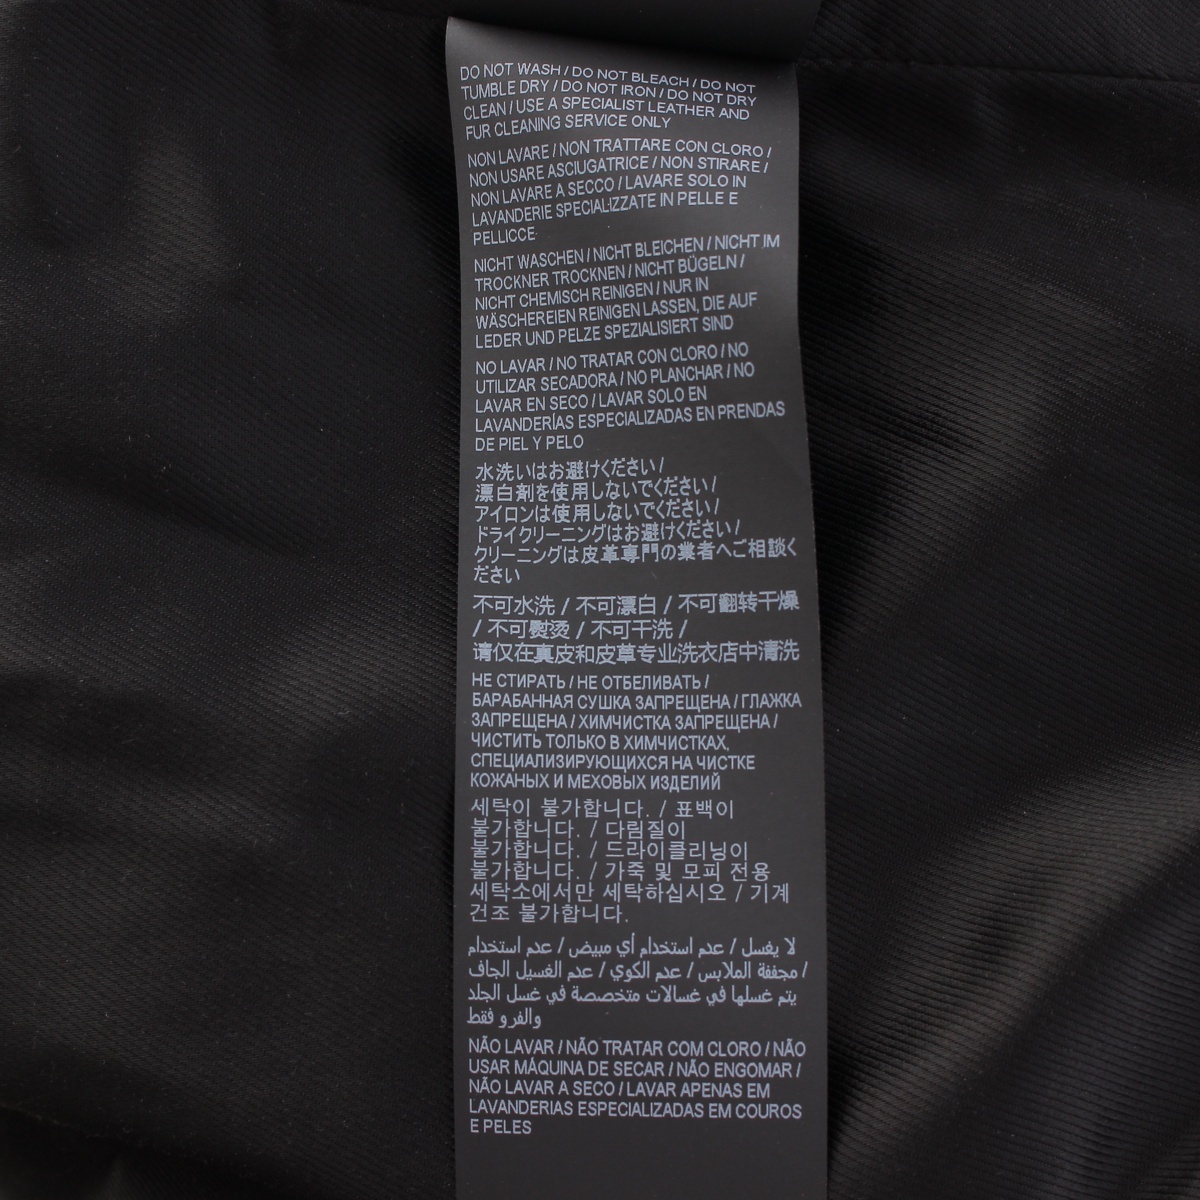 DO NOT WASH / DO NOT BLEACH / DO NOT
TUMBLE DRY / DO NOT IRON / DO NOT DRY
CLEAN / USE A SPECIALIST LEATHER AND
FUR CLEANING SERVICE ONLY
NON LAVARE / NON TRATTARE CON CLORO /
NON USARE ASCIUGATRICE / NON STIRARE /
NON LAVARE A SECCO / LAVARE SOLO IN
LAVANDERIE SPECIALIZZATE IN PELLE E
PELLICCE
NICHT WASCHEN / NICHT BLEICHEN / NICHT IM
TROCKNER TROCKNEN / NICHT BÜGELN /
NICHT CHEMISCH REINIGEN / NUR IN
WÄSCHEREIEN REINIGEN LASSEN, DIE AUF
LEDER UND PELZE SPEZIALISIERT SIND
NO LAVAR / NO TRATAR CON CLORO / NO
UTILIZAR SECADORA / NO PLANCHAR / NO
LAVAR EN SECO / LAVAR SOLO EN
LAVANDERÍAS ESPECIALIZADAS EN PRENDAS
DE PIEL Y PELO
水洗いはお避けください /
漂白剤を使用しないでください /
アイロンは使用しないでください /
ドライクリーニングはお避けください /
クリーニングは皮革専門の業者へご相談く
ださい
不可水洗 / 不可漂白 / 不可翻转干燥
/ 不可熨烫 / 不可干洗 /
请仅在真皮和皮草专业洗衣店中清洗
НЕ СТИРАТЬ / НЕ ОТБЕЛИВАТЬ /
БАРАБАННАЯ СУШКА ЗАПРЕЩЕНА / ГЛАЖКА
ЗАПРЕЩЕНА / ХИМЧИСТКА ЗАПРЕЩЕНА /
ЧИСТИТЬ ТОЛЬКО В ХИМЧИСТКАХ,
СПЕЦИАЛИЗИРУЮЩИХСЯ НА ЧИСТКЕ
КОЖАНЫХ И МЕХОВЫХ ИЗДЕЛИЙ
세탁이 불가합니다. / 표백이
불가합니다. / 다림질이
불가합니다. / 드라이클리닝이
불가합니다. / 가죽 및 모피 전용
세탁소에서만 세탁하십시오 / 기계
건조 불가합니다.
لا يغسل / عدم استخدام أي مبيض / عدم استخدام
مجففة الملابس / عدم الكوي / عدم الغسيل الجاف /
يتم غسلها في غسالات متخصصة في غسل الجلد
والفرو فقط
NÃO LAVAR / NÃO TRATAR COM CLORO / NÃO
USAR MÁQUINA DE SECAR / NÃO ENGOMAR /
NÃO LAVAR A SECO / LAVAR APENAS EM
LAVANDERIAS ESPECIALIZADAS EM COUROS
E PELES